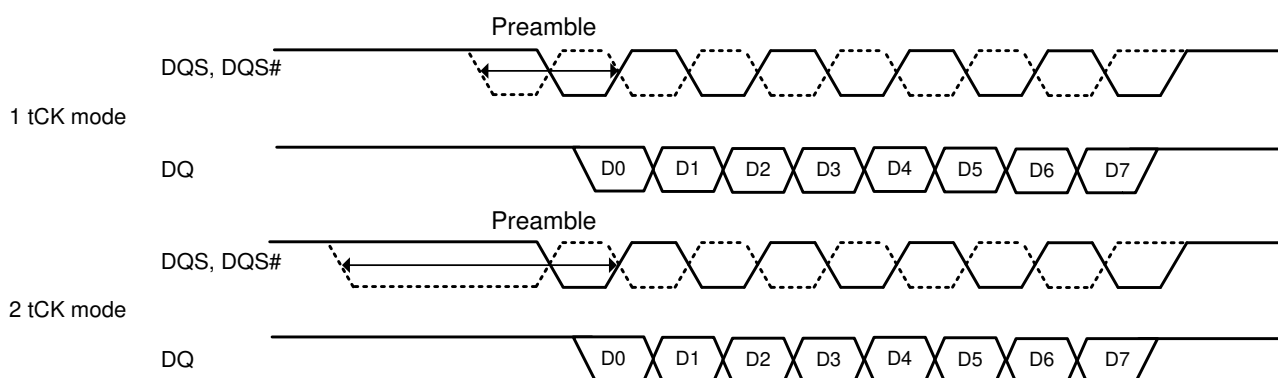 Preamble
DQS, DQS#
1 tCK mode
DQ
D0 D1 D2 D3 D4 D5 D6 D7
Preamble
DQS, DQS#
2 tCK mode
DQ
D0 D1 D2 D3 D4 D5 D6 D7